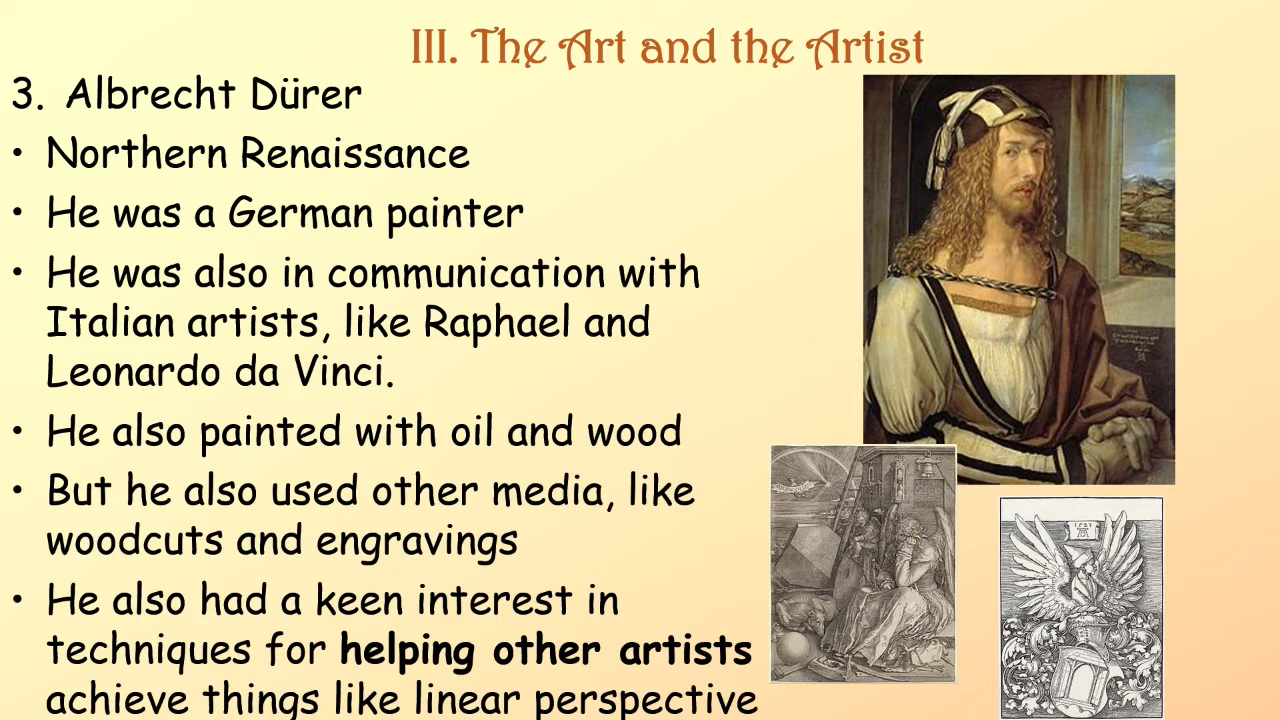 III. The Art and the Artist
3. Albrecht Dürer
• Northern Renaissance
• He was a German painter
• He was also in communication with
Italian artists, like Raphael and
Leonardo da Vinci.
• He also painted with oil and wood
• But he also used other media, like
woodcuts and engravings
• He also had a keen interest in
techniques for helping other artists
achieve things like linear perspective